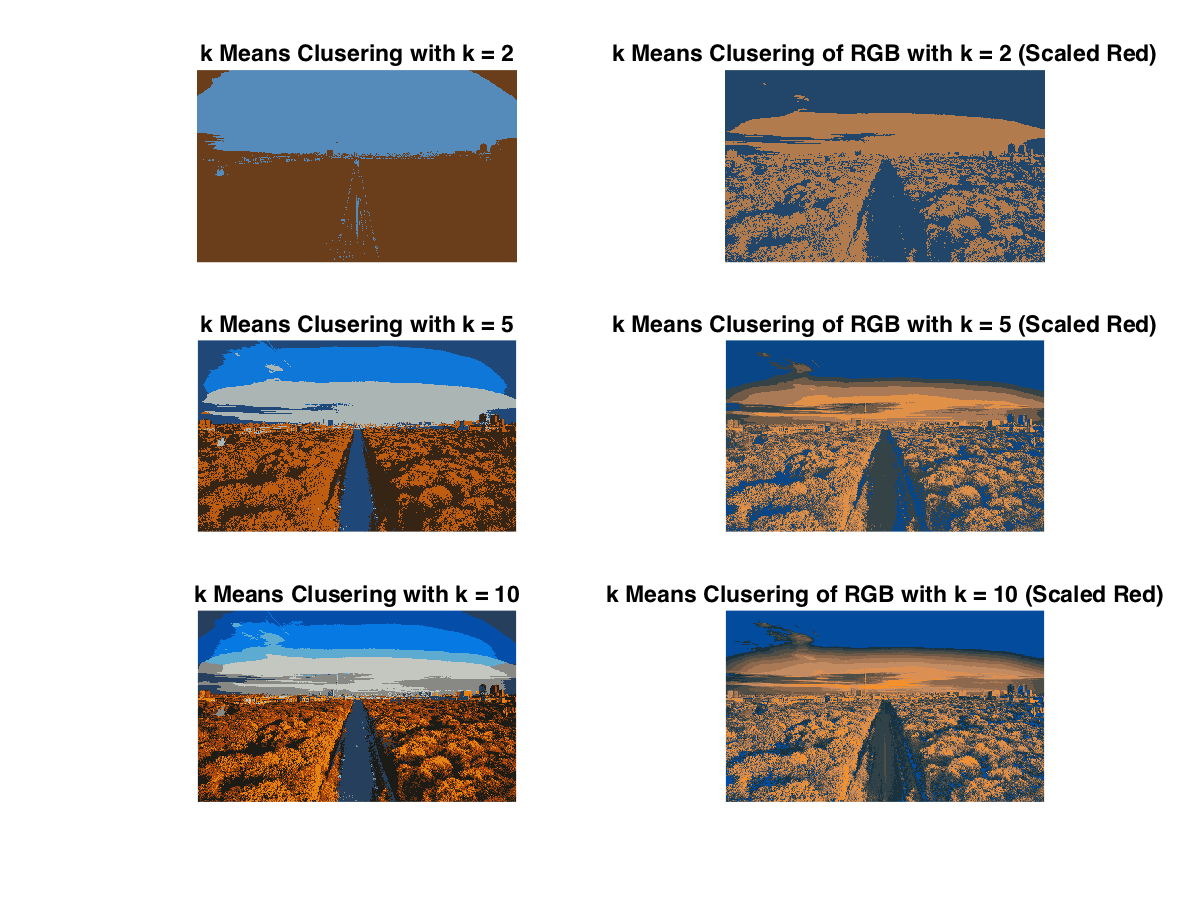 k Means Clusering with k = 2
k Means Clusering of RGB with k = 2 (Scaled Red)
k Means Clusering with k = 5
k Means Clusering of RGB with k = 5 (Scaled Red)
k Means Clusering with k = 10
k Means Clusering of RGB with k = 10 (Scaled Red)